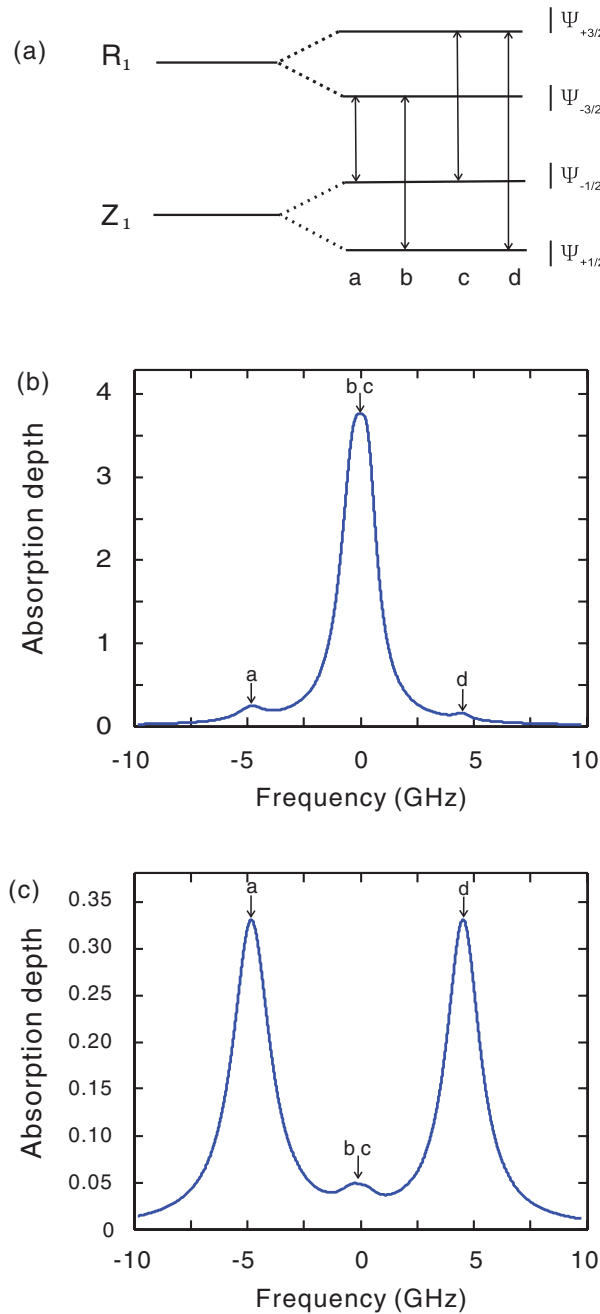 (a)
R₁
Z₁
| Ψ+3/2
| Ψ-3/2
| Ψ-1/2
| Ψ+1/2
a b c d
(b)
Absorption depth
4
3
2
1
0
b c
a
d
-10 -5 0 5 10
Frequency (GHz)
(c)
Absorption depth
0.35
0.30
0.25
0.20
0.15
0.10
0.05
0
a
d
b c
-10 -5 0 5 10
Frequency (GHz)